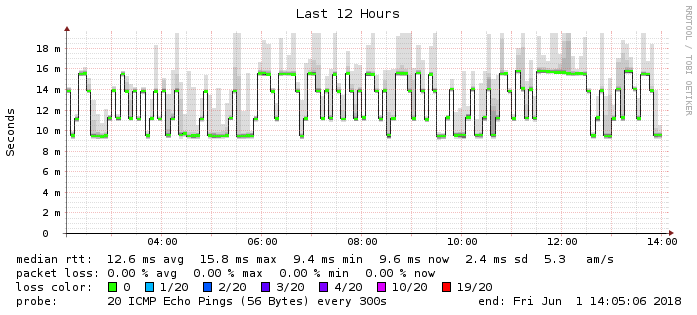 Last 12 Hours
RRDTOOL / TOBI OETIKER
Seconds
18 m
16 m
14 m
12 m
10 m
8 m
6 m
4 m
2 m
0
04:00 06:00 08:00 10:00 12:00 14:00
median rtt: 12.6 ms avg 15.8 ms max 9.4 ms min 9.6 ms now 2.4 ms sd 5.3 am/s
packet loss: 0.00 % avg 0.00 % max 0.00 % min 0.00 % now
loss color: 0 1/20 2/20 3/20 4/20 10/20 19/20
probe: 20 ICMP Echo Pings (56 Bytes) every 300s end: Fri Jun 1 14:05:06 2018